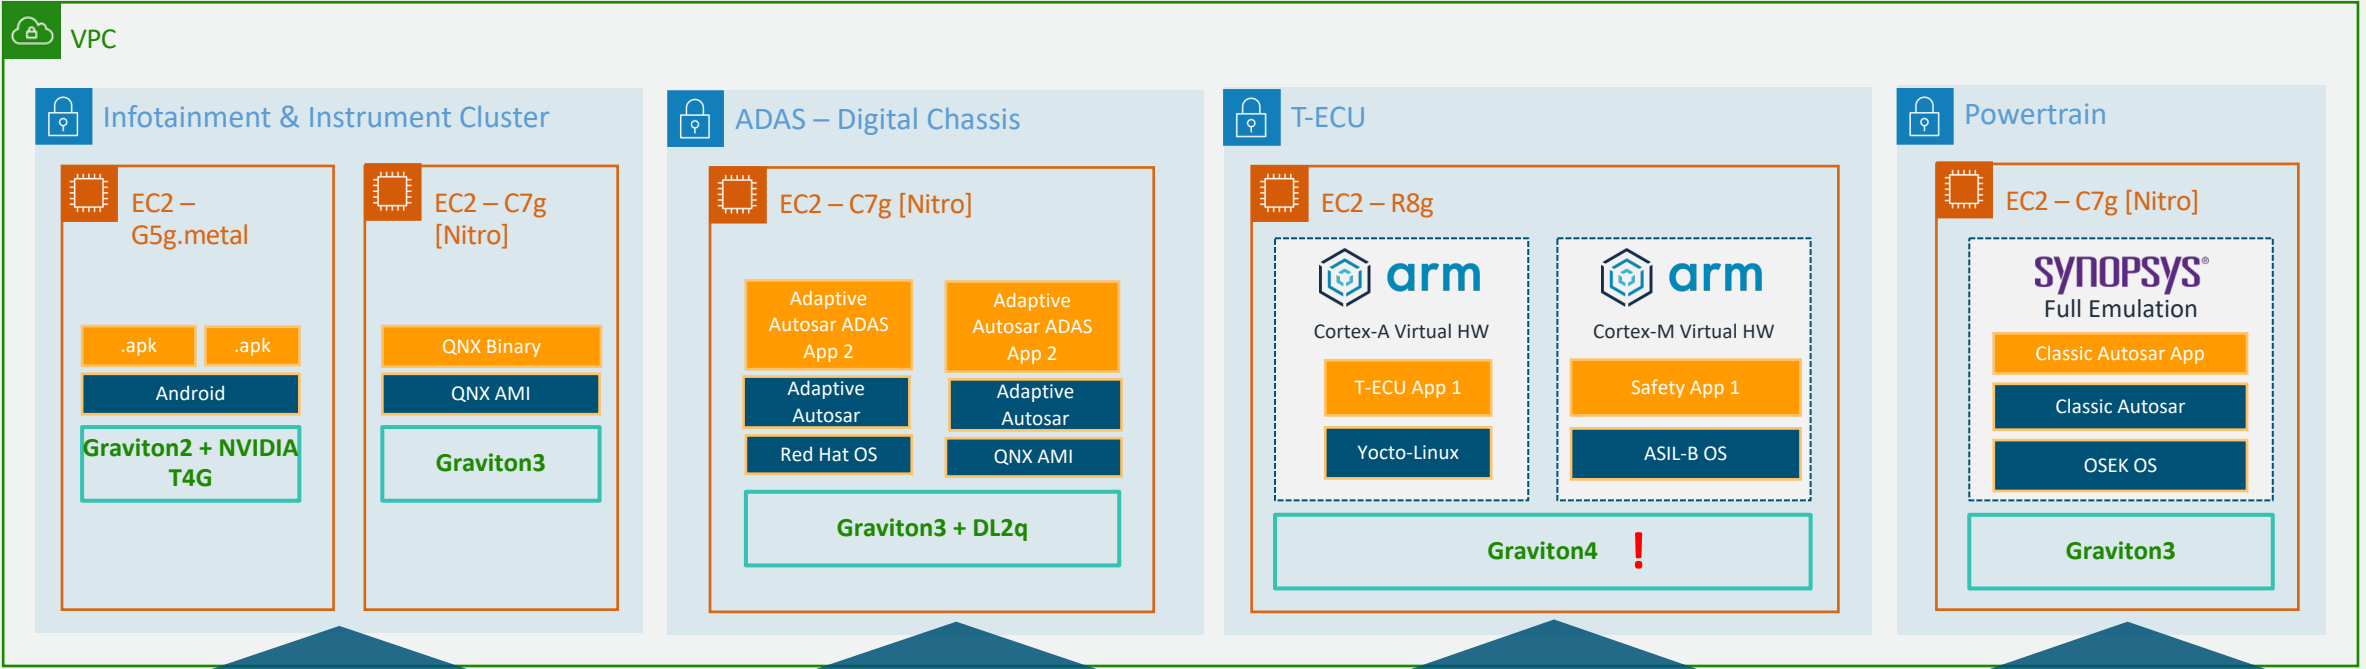 VPC
Infotainment & Instrument Cluster
EC2 –
G5g.metal
.apk
.apk
Android
Graviton2 + NVIDIA
T4G
EC2 – C7g
[Nitro]
QNX Binary
QNX AMI
Graviton3
ADAS – Digital Chassis
EC2 – C7g [Nitro]
Adaptive
Autosar ADAS
App 2
Adaptive
Autosar
Red Hat OS
Adaptive
Autosar ADAS
App 2
Adaptive
Autosar
QNX AMI
Graviton3 + DL2q
T-ECU
EC2 – R8g
arm
Cortex-A Virtual HW
T-ECU App 1
Yocto-Linux
arm
Cortex-M Virtual HW
Safety App 1
ASIL-B OS
Graviton4 !
Powertrain
EC2 – C7g [Nitro]
SYNOPSYS®
Full Emulation
Classic Autosar App
Classic Autosar
OSEK OS
Graviton3